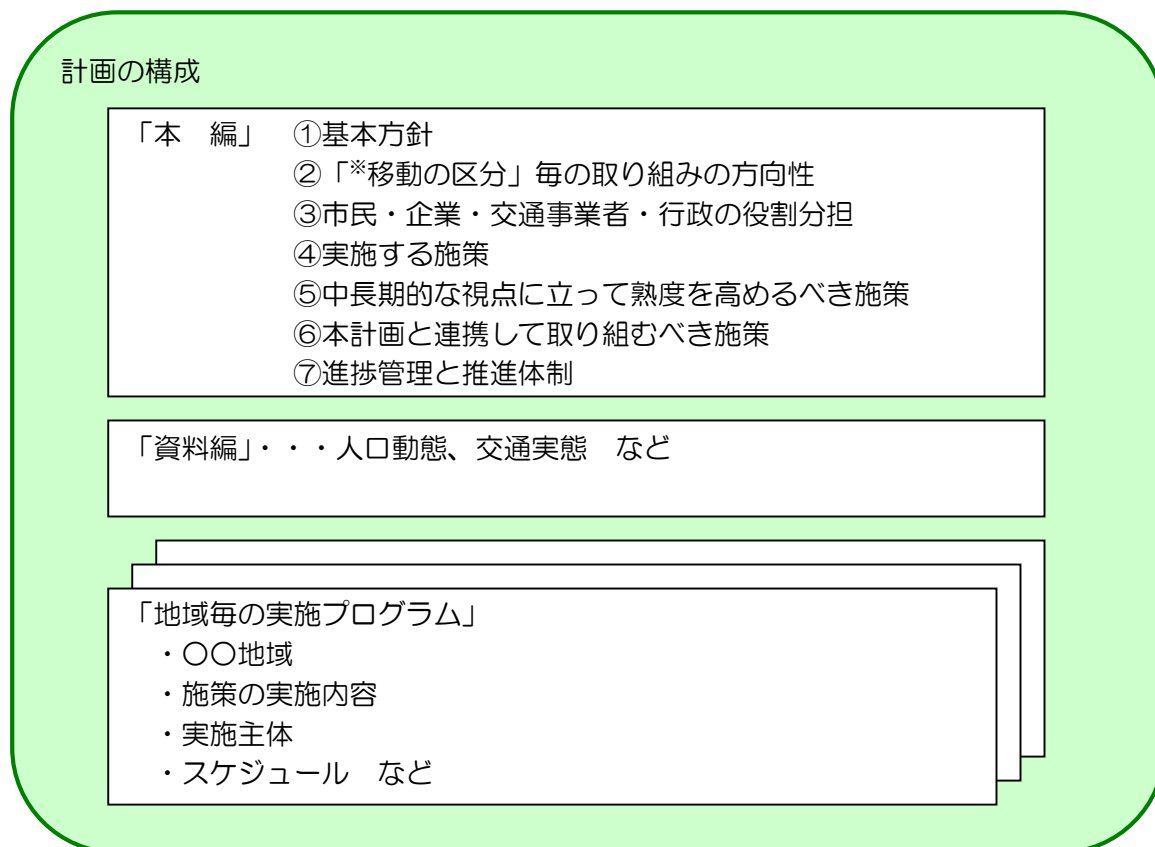 計画の構成
「本　編」　①基本方針
②「※移動の区分」毎の取り組みの方向性
③市民・企業・交通事業者・行政の役割分担
④実施する施策
⑤中長期的な視点に立って熟度を高めるべき施策
⑥本計画と連携して取り組むべき施策
⑦進捗管理と推進体制
「資料編」・・・人口動態、交通実態　など
「地域毎の実施プログラム」
・〇〇地域
・施策の実施内容
・実施主体
・スケジュール　など